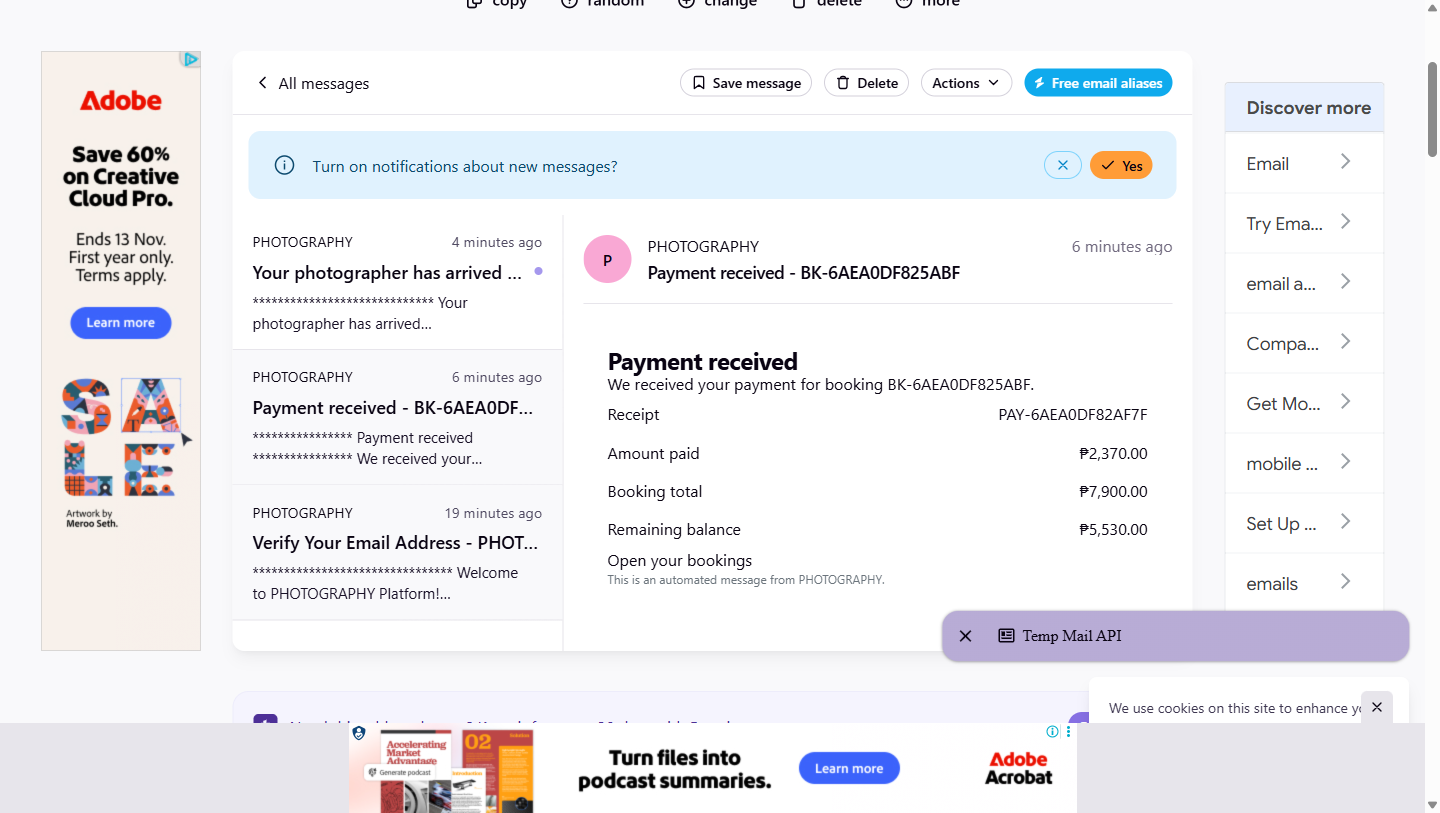 copy random change delete more
Adobe
Save 60%
on Creative
Cloud Pro.
Ends 13 Nov.
First year only.
Terms apply.
Learn more
SALE
Artwork by
Meroo Seth.
All messages
Save message Delete Actions Free email aliases
Turn on notifications about new messages?
Yes
PHOTOGRAPHY 4 minutes ago
Your photographer has arrived ...
***************************** Your
photographer has arrived...
PHOTOGRAPHY 6 minutes ago
Payment received - BK-6AEA0DF...
**************** Payment received
**************** We received your...
PHOTOGRAPHY 19 minutes ago
Verify Your Email Address - PHOT...
******************************** Welcome
to PHOTOGRAPHY Platform!...
P
PHOTOGRAPHY 6 minutes ago
Payment received - BK-6AEA0DF825ABF
Payment received
We received your payment for booking BK-6AEA0DF825ABF.
Receipt PAY-6AEA0DF82AF7F
Amount paid ₱2,370.00
Booking total ₱7,900.00
Remaining balance ₱5,530.00
Open your bookings
This is an automated message from PHOTOGRAPHY.
Discover more
Email
Try Ema...
email a...
Compa...
Get Mo...
mobile ...
Set Up ...
emails
Temp Mail API
We use cookies on this site to enhance
Accelerating
Market
Advantage
02
Generate podcast
Turn files into
podcast summaries.
Learn more
Adobe
Acrobat